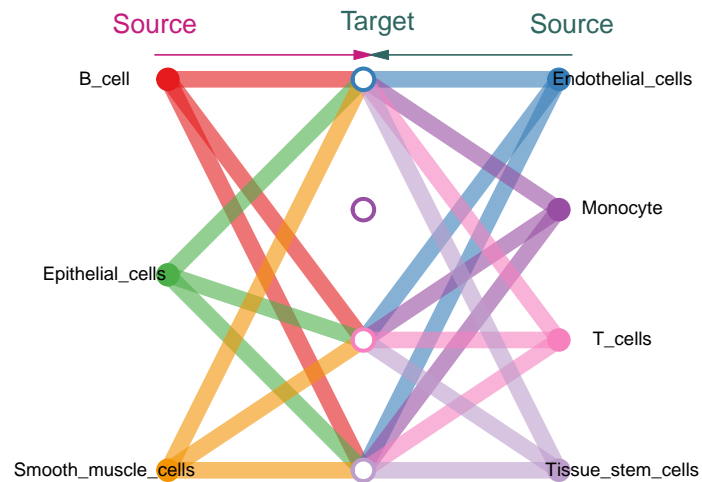 Source
Target
Source
B_cell
Endothelial_cells
Monocyte
Epithelial_cells
T_cells
Smooth_muscle_cells
Tissue_stem_cells